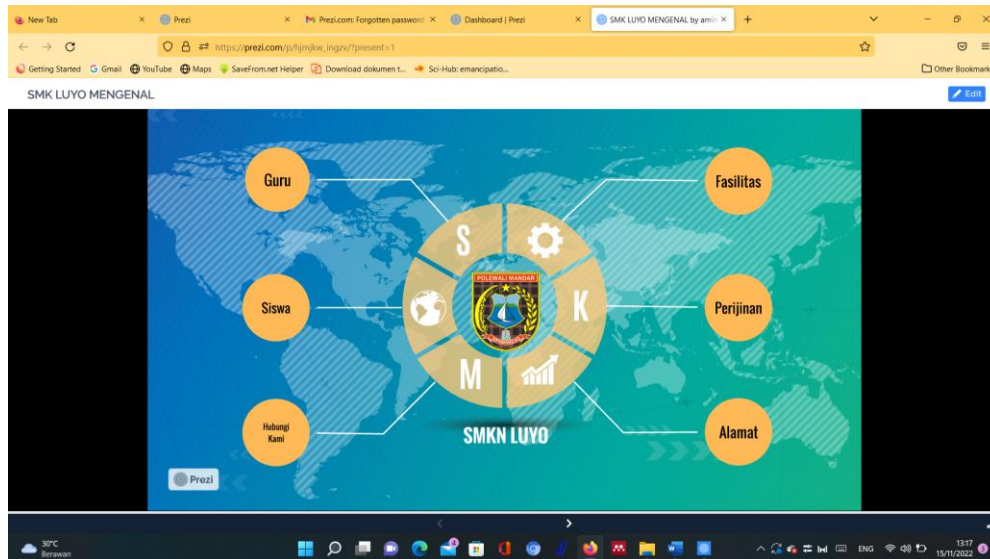 New Tab
Prezi
Prezi.com: Forgotten password
Dashboard | Prezi
SMK LUYO MENGENAL by amin
https://prezi.com/p/hjmjkw_ingzv/?present=1
Getting Started
Gmail
YouTube
Maps
SaveFrom.net Helper
Download dokumen t...
Sci-Hub: emancipatio...
Other Bookmark
SMK LUYO MENGENAL
Edit
Guru
Fasilitas
S
POLEWALI MANDAR
Siswa
K
Perijinan
M
Hubungi
Kami
SMKN LUYO
Alamat
Prezi
30°C
Berawan
ENG
13:17
15/11/2022